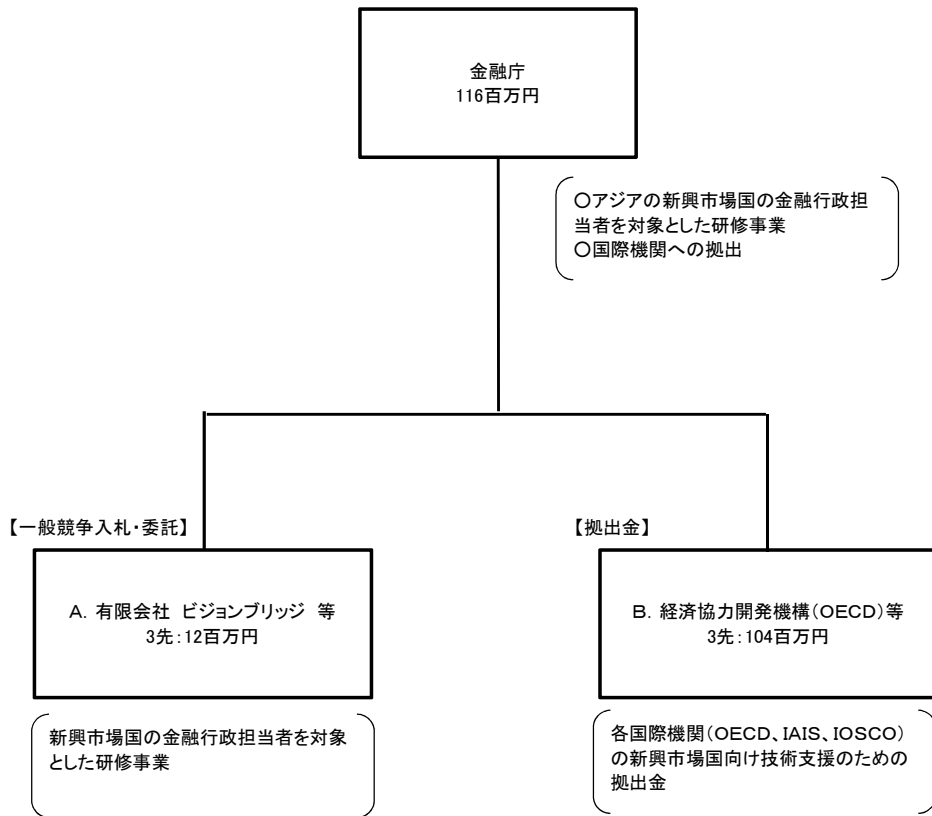 金融庁
116百万円
○アジアの新興市場国の金融行政担
当者を対象とした研修事業
○国際機関への拠出
【一般競争入札・委託】
【拠出金】
A．有限会社 ビジョンブリッジ 等
3先：12百万円
B．経済協力開発機構（OECD）等
3先：104百万円
新興市場国の金融行政担当者を対象
とした研修事業
各国際機関（OECD、IAIS、IOSCO）
の新興市場国向け技術支援のための
拠出金